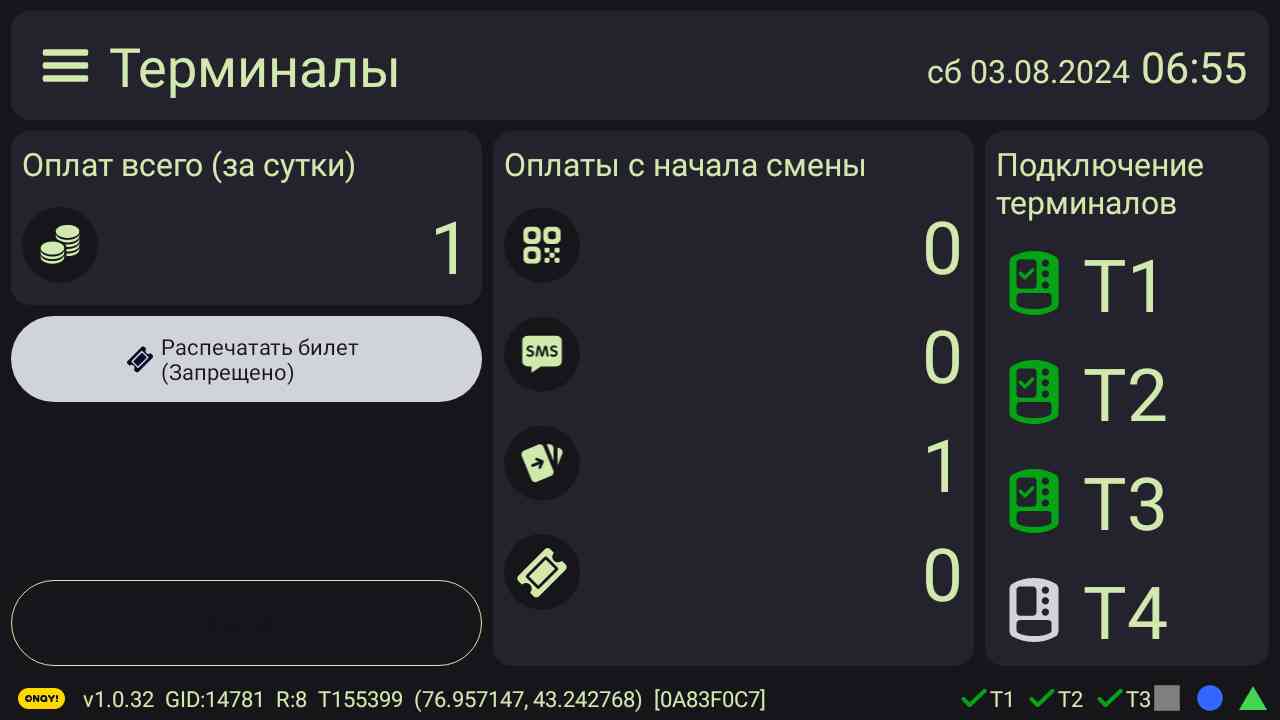 Терминалы
сб 03.08.2024 06:55
Оплат всего (за сутки)
1
Распечатать билет
(Запрещено)
Оплаты с начала смены
0
SMS
0
1
0
Подключение
терминалов
T1
T2
T3
T4
ONAY! v1.0.32 GID:14781 R:8 T155399 (76.957147, 43.242768) [0A83F0C7] T1 T2 T3